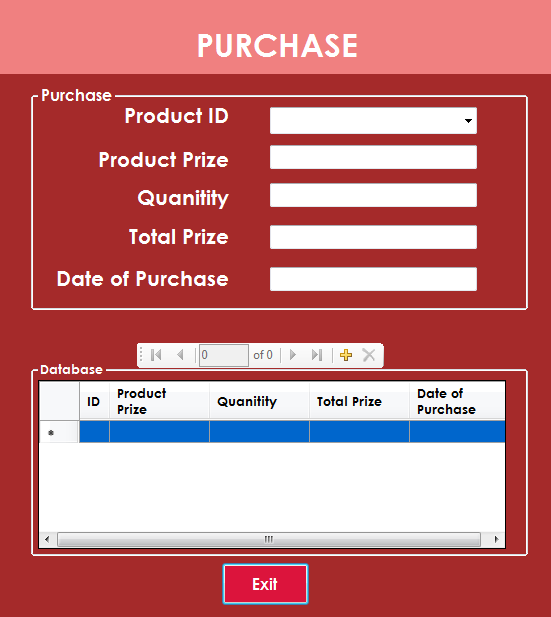 PURCHASE
Purchase
Product ID
Product Prize
Quanitity
Total Prize
Date of Purchase
0 of 0
Database
ID Product Prize Quanitity Total Prize Date of Purchase
*
Exit